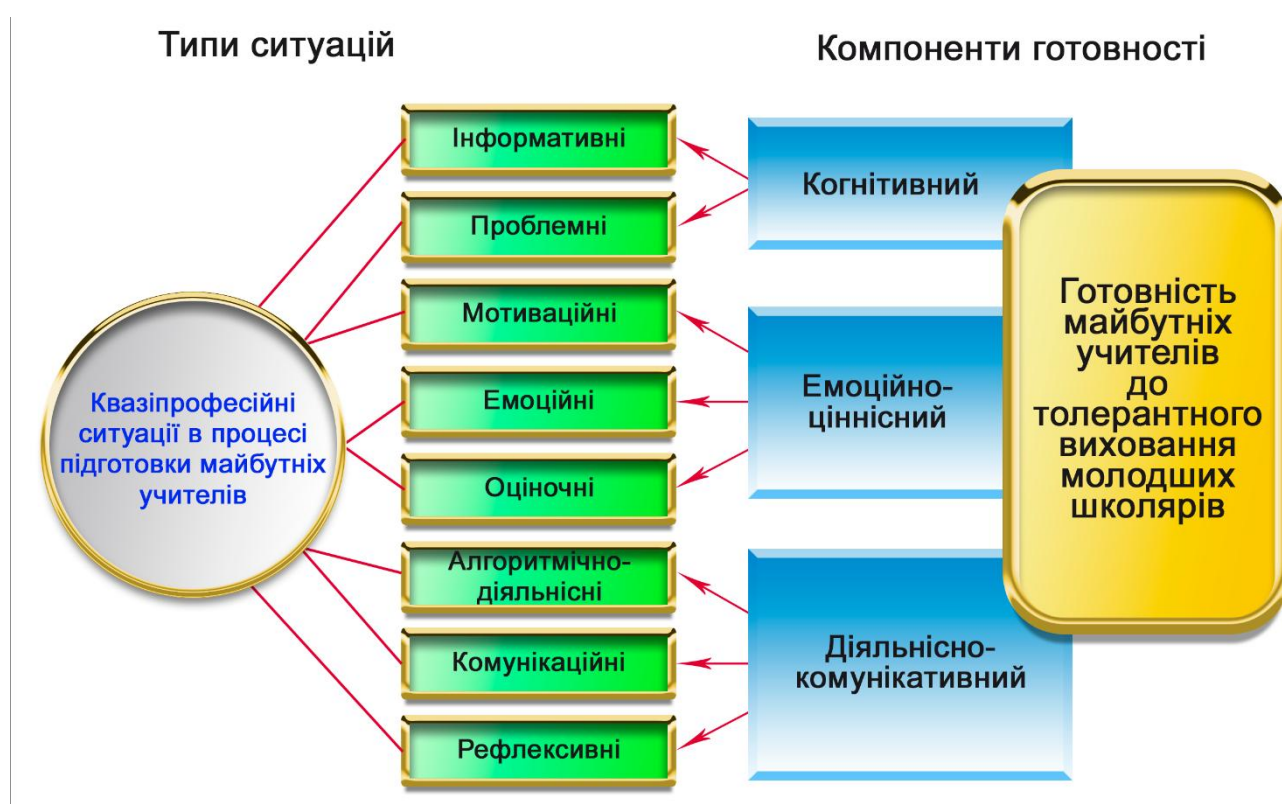 Типи ситуацій
Компоненти готовності
Квазіпрофесійні
ситуації в процесі
підготовки майбутніх
учителів
Інформативні
Проблемні
Мотиваційні
Емоційні
Оціночні
Алгоритмічно-
діяльнісні
Комунікаційні
Рефлексивні
Когнітивний
Емоційно-
ціннісний
Діяльнісно-
комунікативний
Готовність
майбутніх
учителів
до
толерантного
виховання
молодших
школярів